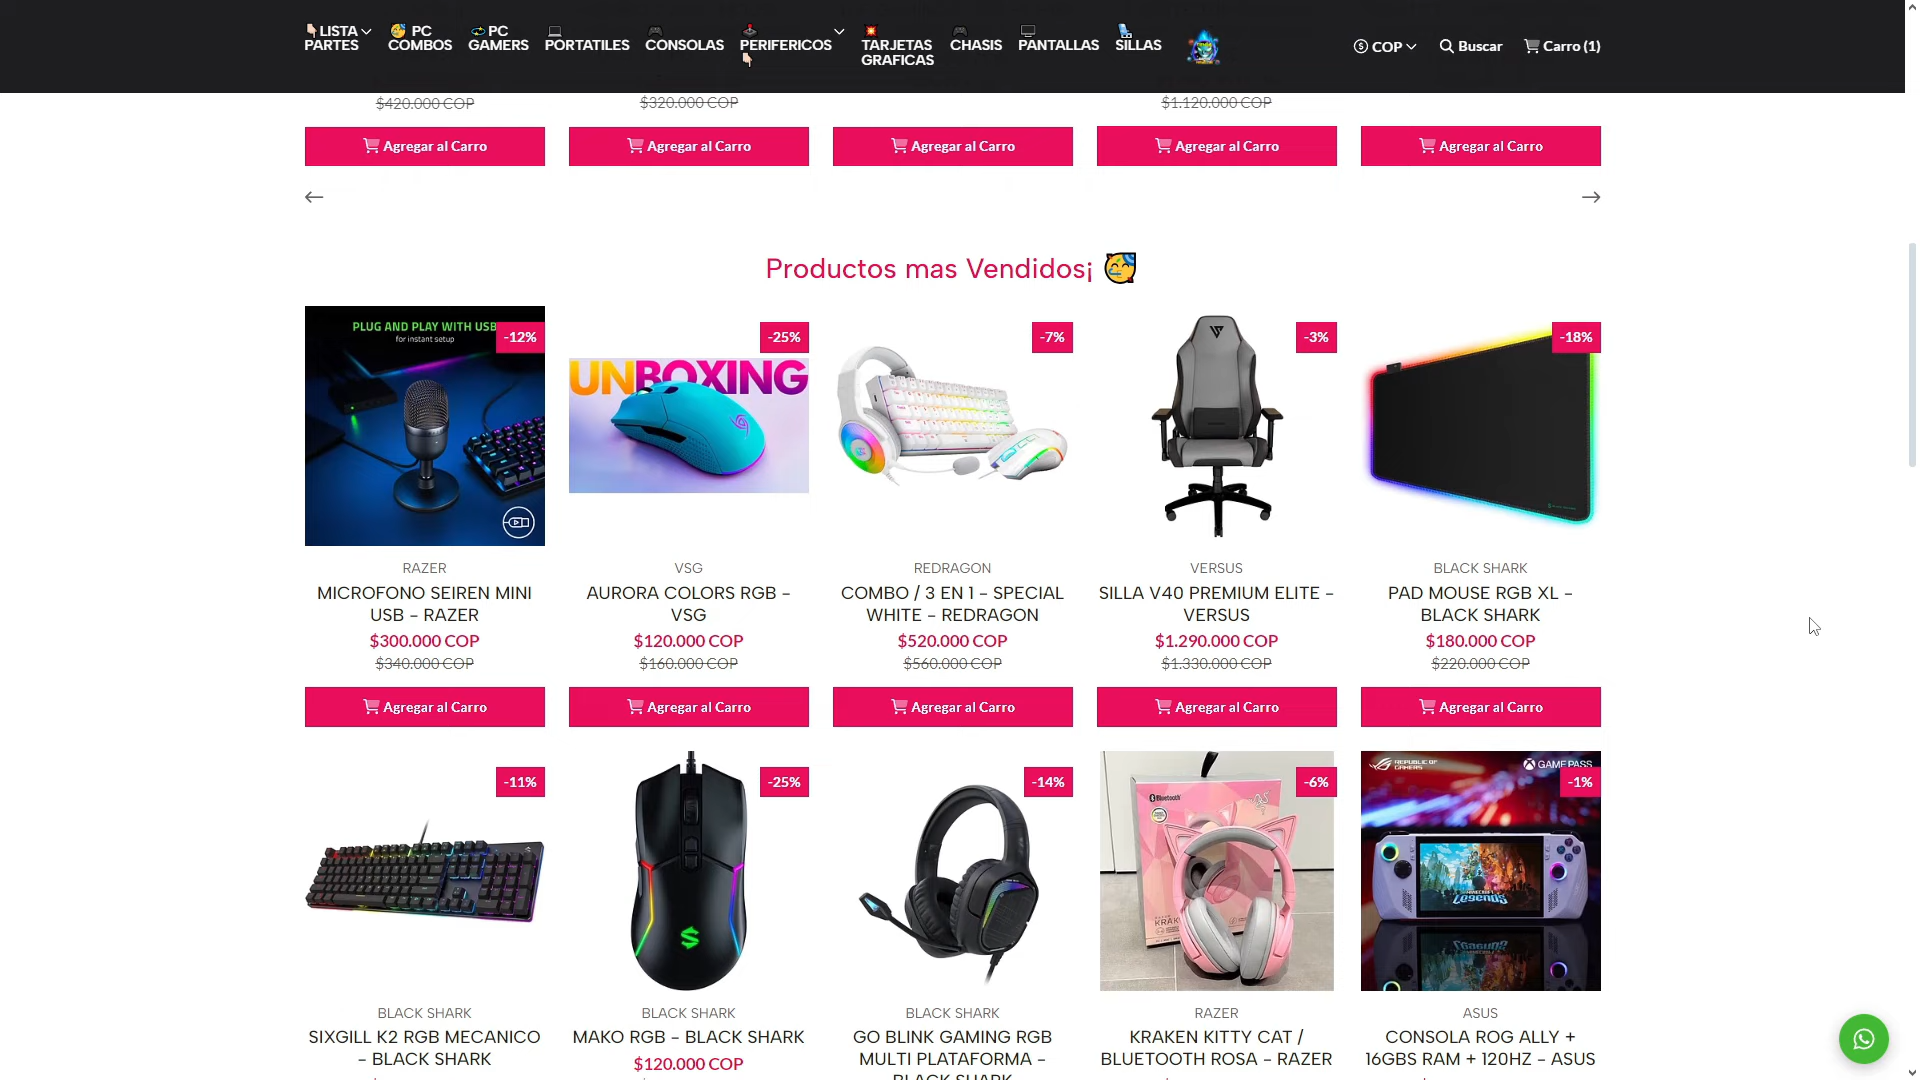 LISTA
PARTES
PC
COMBOS
PC
GAMERS
PORTATILES
CONSOLAS
PERIFERICOS
TARJETAS
GRAFICAS
CHASIS
PANTALLAS
SILLAS
COP
Buscar
Carro (1)
$420.000 COP
$320.000 COP
$1.120.000 COP
Agregar al Carro
Agregar al Carro
Agregar al Carro
Agregar al Carro
Agregar al Carro
Productos mas Vendidos¡
PLUG AND PLAY WITH USB
for instant setup
-12%
UNBOXING
-25%
-7%
-3%
-18%
RAZER
MICROFONO SEIREN MINI
USB - RAZER
$300.000 COP
$340.000 COP
Agregar al Carro
VSG
AURORA COLORS RGB -
VSG
$120.000 COP
$160.000 COP
Agregar al Carro
REDRAGON
COMBO / 3 EN 1 - SPECIAL
WHITE - REDRAGON
$520.000 COP
$560.000 COP
Agregar al Carro
VERSUS
SILLA V40 PREMIUM ELITE -
VERSUS
$1.290.000 COP
$1.330.000 COP
Agregar al Carro
BLACK SHARK
PAD MOUSE RGB XL -
BLACK SHARK
$180.000 COP
$220.000 COP
Agregar al Carro
-11%
-25%
-14%
Bluetooth
-6%
REPUBLIC OF
GAMERS
GAME PASS
-1%
Legends
BLACK SHARK
SIXGILL K2 RGB MECANICO
- BLACK SHARK
BLACK SHARK
MAKO RGB - BLACK SHARK
$120.000 COP
BLACK SHARK
GO BLINK GAMING RGB
MULTI PLATAFORMA -
BLACK SHARK
RAZER
KRAKEN KITTY CAT /
BLUETOOTH ROSA - RAZER
ASUS
CONSOLA ROG ALLY +
16GBS RAM + 120HZ - ASUS